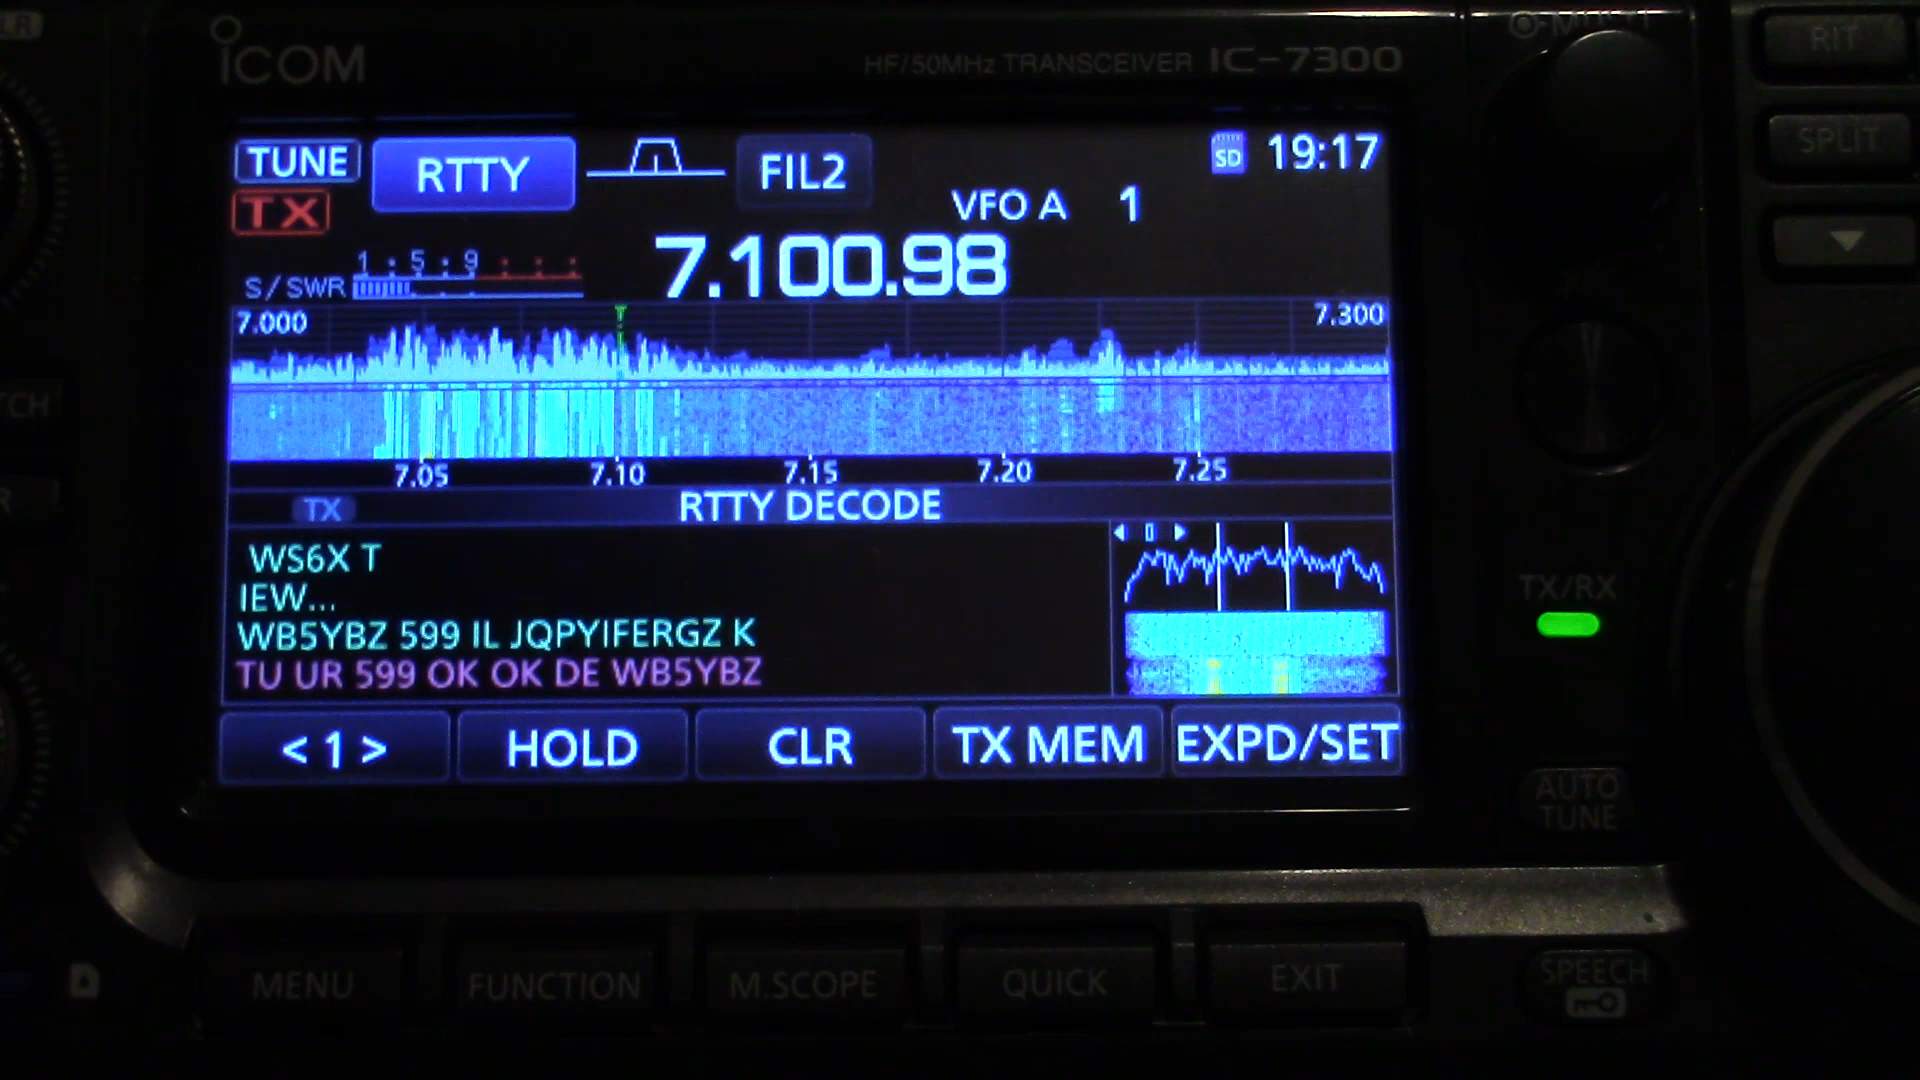 ICOM
HF/50MHz TRANSCEIVER IC-7300
RIT
SPLIT
TUNE RTTY FIL2 SD 19:17
TX
VFO A 1
7.100.98
1 5 9
S/SWR
7.000 T 7.300
7.05 7.10 7.15 7.20 7.25
TX RTTY DECODE
WS6X T
IEW...
WB5YBZ 599 IL JQPYIFERGZ K
TU UR 599 OK OK DE WB5YBZ
<1> HOLD CLR TX MEM EXPD/SET
TX/RX
AUTO
TUNE
MENU FUNCTION M.SCOPE QUICK EXIT
SPEECH